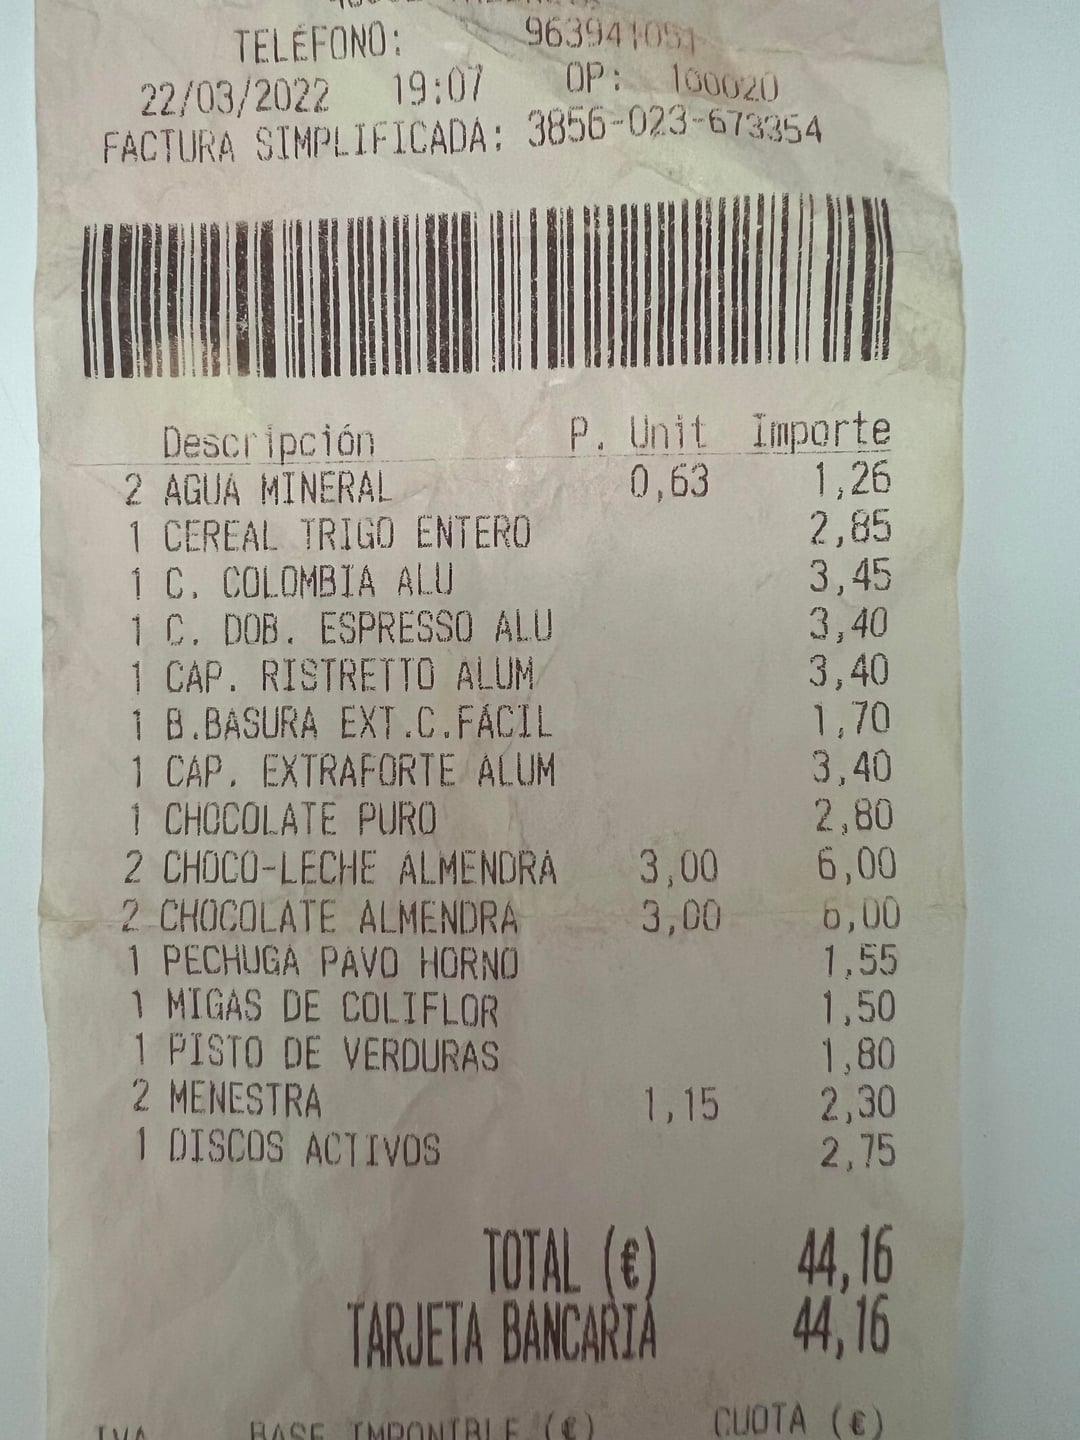 TELÉFONO: 963941051
22/03/2022 19:07 OP: 100020
FACTURA SIMPLIFICADA: 3856-023-673354
Descripción P. Unit Importe
2 AGUA MINERAL 0,63 1,26
1 CEREAL TRIGO ENTERO 2,85
1 C. COLOMBIA ALU 3,45
1 C. DOB. ESPRESSO ALU 3,40
1 CAP. RISTRETTO ALUM 3,40
1 B.BASURA EXT.C.FÁCIL 1,70
1 CAP. EXTRAFORTE ALUM 3,40
1 CHOCOLATE PURO 2,80
2 CHOCO-LECHE ALMENDRA 3,00 6,00
2 CHOCOLATE ALMENDRA 3,00 6,00
1 PECHUGA PAVO HORNO 1,55
1 MIGAS DE COLIFLOR 1,50
1 PISTO DE VERDURAS 1,80
2 MENESTRA 1,15 2,30
1 DISCOS ACTIVOS 2,75
TOTAL (€) 44,16
TARJETA BANCARIA 44,16
IVA BASE IMPONIBLE (€) CUOTA (€)